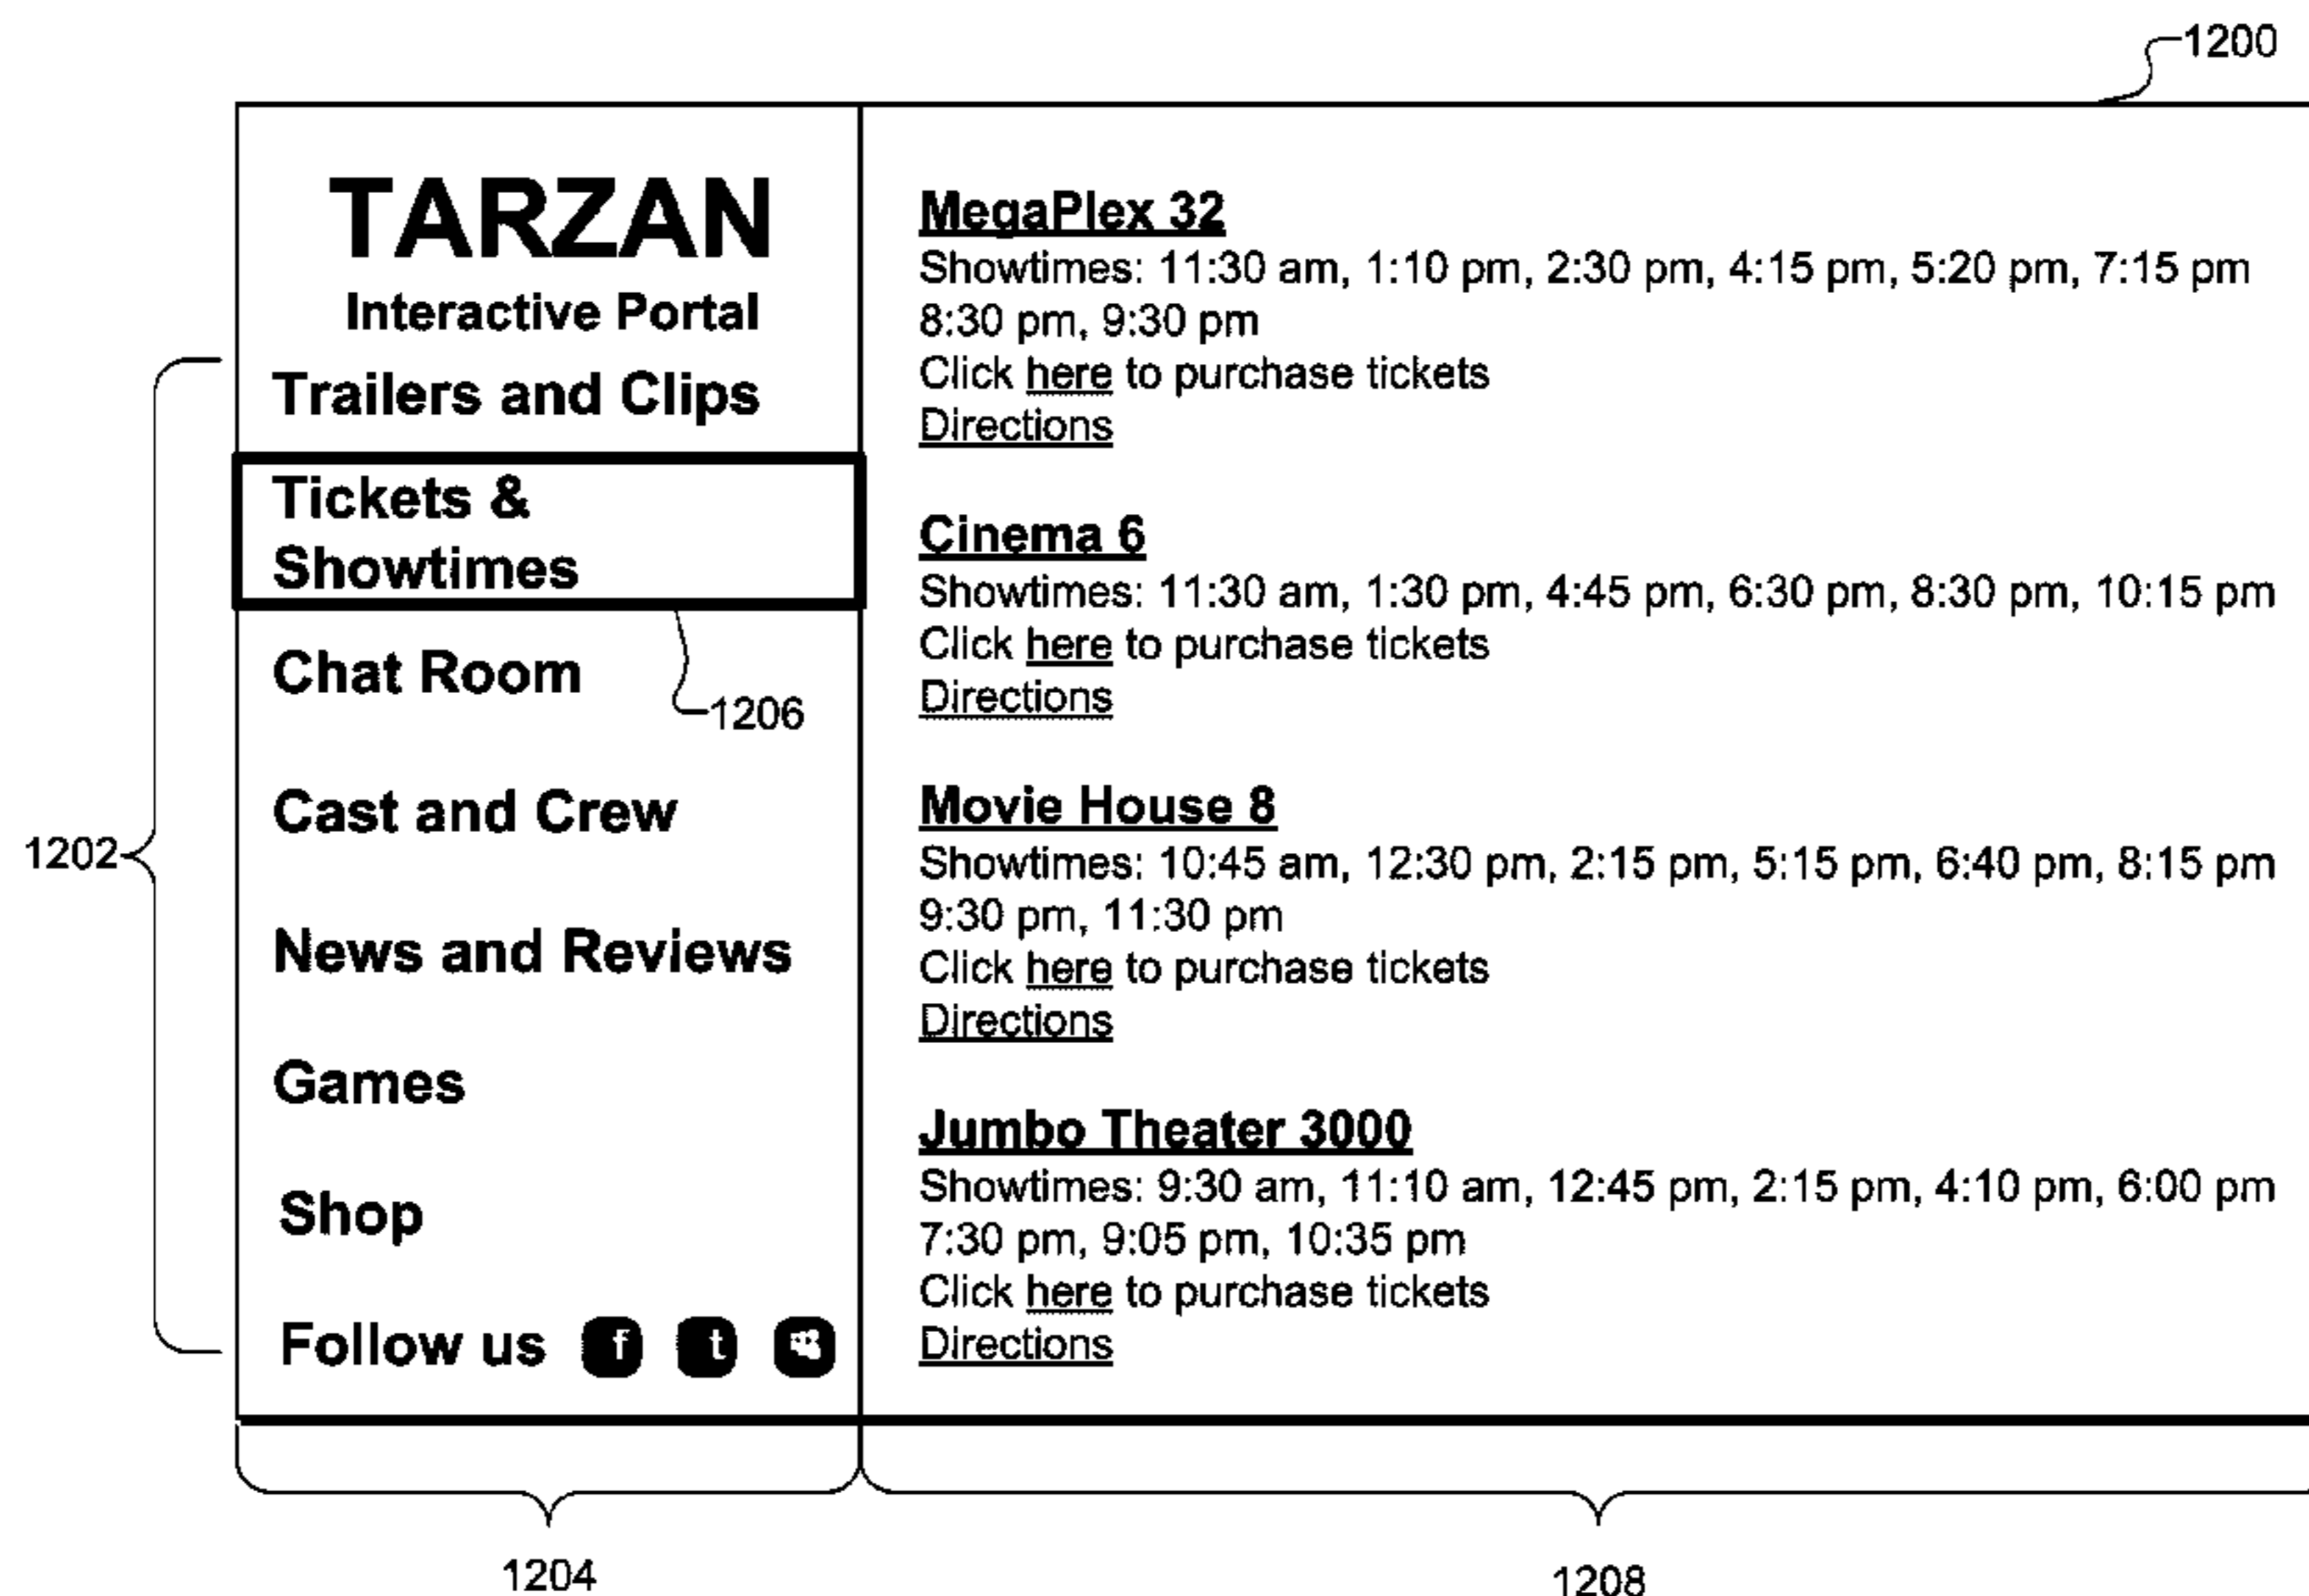 1200
TARZAN
Interactive Portal
Trailers and Clips
Tickets &
Showtimes
Chat Room
1206
Cast and Crew
1202
News and Reviews
Games
Shop
Follow us f t
MegaPlex 32
Showtimes: 11:30 am, 1:10 pm, 2:30 pm, 4:15 pm, 5:20 pm, 7:15 pm
8:30 pm, 9:30 pm
Click here to purchase tickets
Directions
Cinema 6
Showtimes: 11:30 am, 1:30 pm, 4:45 pm, 6:30 pm, 8:30 pm, 10:15 pm
Click here to purchase tickets
Directions
Movie House 8
Showtimes: 10:45 am, 12:30 pm, 2:15 pm, 5:15 pm, 6:40 pm, 8:15 pm
9:30 pm, 11:30 pm
Click here to purchase tickets
Directions
Jumbo Theater 3000
Showtimes: 9:30 am, 11:10 am, 12:45 pm, 2:15 pm, 4:10 pm, 6:00 pm
7:30 pm, 9:05 pm, 10:35 pm
Click here to purchase tickets
Directions
1204
1208